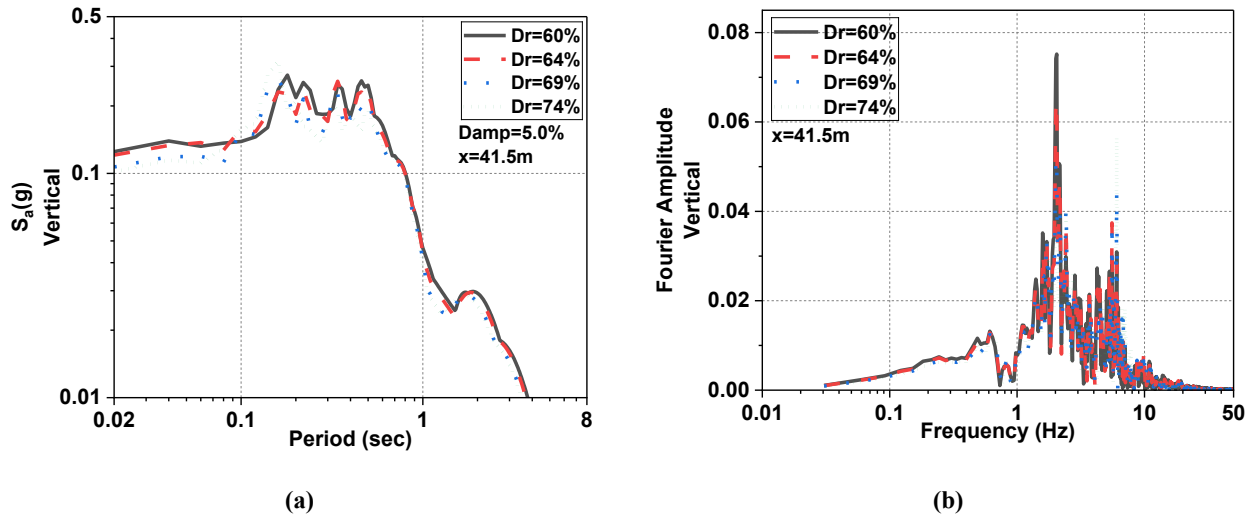 0.5
0.1
0.01
Sa(g)
Vertical
Dr=60%
Dr=64%
Dr=69%
Dr=74%
Damp=5.0%
x=41.5m
0.02
0.1
1
8
Period (sec)
(a)
0.08
0.06
0.04
0.02
0.00
Fourier Amplitude
Vertical
Dr=60%
Dr=64%
Dr=69%
Dr=74%
x=41.5m
0.01
0.1
1
10
50
Frequency (Hz)
(b)